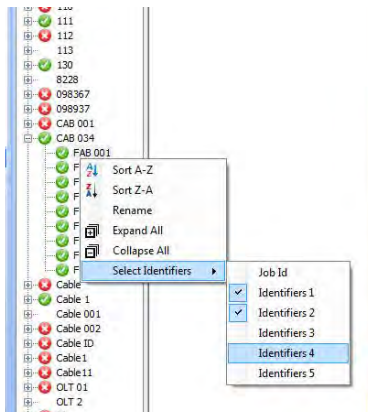 111
112
113
130
8228
098367
098937
CAB 001
CAB 034
FAB 001
F
F
F
F
F
F
F
F
Sort A-Z
Sort Z-A
Rename
Expand All
Collapse All
Select Identifiers
Job Id
Identifiers 1
Identifiers 2
Identifiers 3
Identifiers 4
Identifiers 5
Cable
Cable 1
Cable 001
Cable 002
Cable ID
Cable1
Cable11
OLT 01
OLT 2